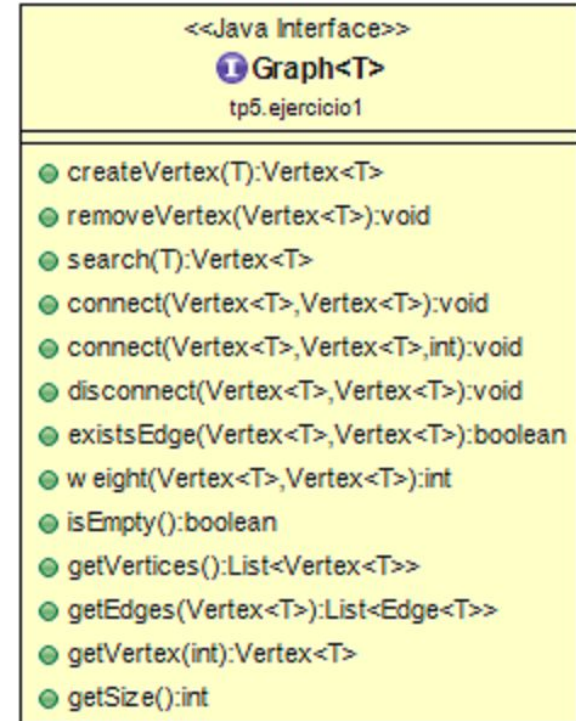 <<Java Interface>>
I Graph<T>
tp5.ejercicio1
createVertex(T):Vertex<T>
removeVertex(Vertex<T>):void
search(T):Vertex<T>
connect(Vertex<T>,Vertex<T>):void
connect(Vertex<T>,Vertex<T>,int):void
disconnect(Vertex<T>,Vertex<T>):void
existsEdge(Vertex<T>,Vertex<T>):boolean
weight(Vertex<T>,Vertex<T>):int
isEmpty():boolean
getVertices():List<Vertex<T>>
getEdges(Vertex<T>):List<Edge<T>>
getVertex(int):Vertex<T>
getSize():int